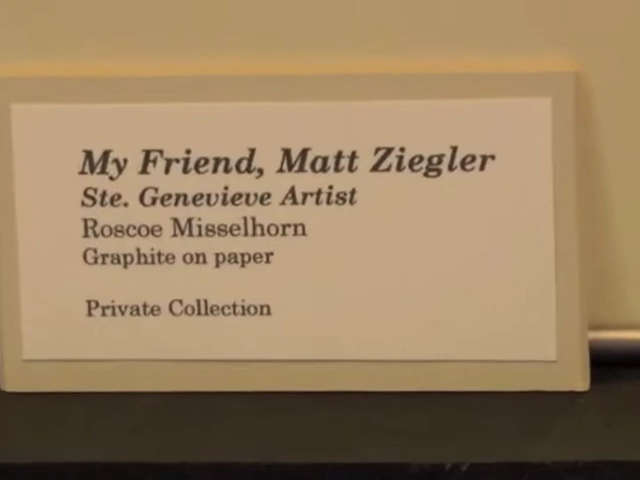 My Friend, Matt Ziegler
Ste. Genevieve Artist
Roscoe Misselhorn
Graphite on paper
Private Collection